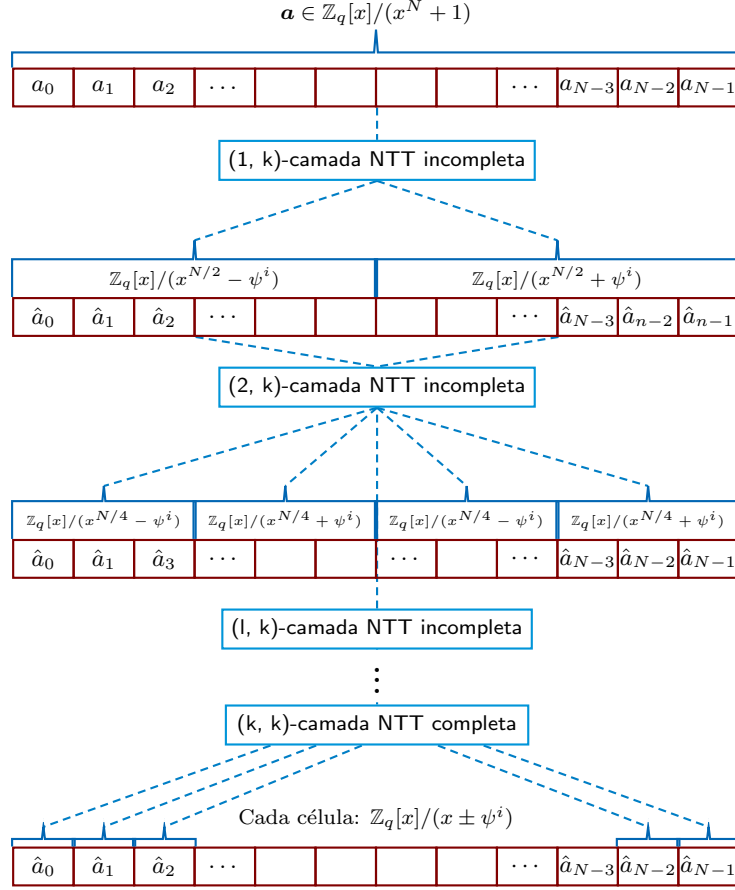 𝒂 ∈ ℤ_q[x]/(x^N + 1)
a_0 a_1 a_2 ··· ··· a_{N−3} a_{N−2} a_{N−1}
(1, k)-camada NTT incompleta
ℤ_q[x]/(x^{N/2} − ψ^i) ℤ_q[x]/(x^{N/2} + ψ^i)
â_0 â_1 â_2 ··· ··· â_{N−3} â_{n−2} â_{n−1}
(2, k)-camada NTT incompleta
ℤ_q[x]/(x^{N/4} − ψ^i) ℤ_q[x]/(x^{N/4} + ψ^i) ℤ_q[x]/(x^{N/4} − ψ^i) ℤ_q[x]/(x^{N/4} + ψ^i)
â_0 â_1 â_3 ··· ··· ··· â_{N−3} â_{N−2} â_{N−1}
(l, k)-camada NTT incompleta
⋮
(k, k)-camada NTT completa
Cada célula: ℤ_q[x]/(x ± ψ^i)
â_0 â_1 â_2 ··· ··· â_{N−3} â_{N−2} â_{N−1}